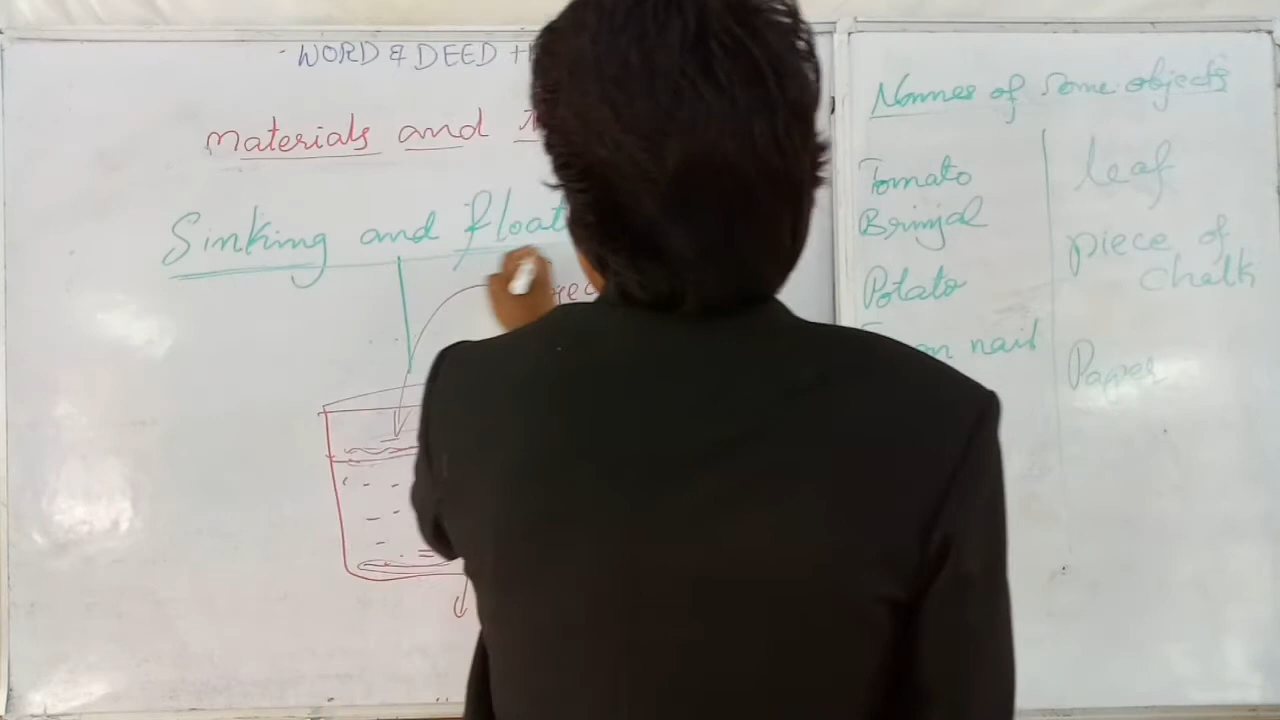 WORD & DEED +
Materials and
Sinking and float
Names of some objects
Tomato
Brinjal
Potato
nail
leaf
piece of
chalk
Paper